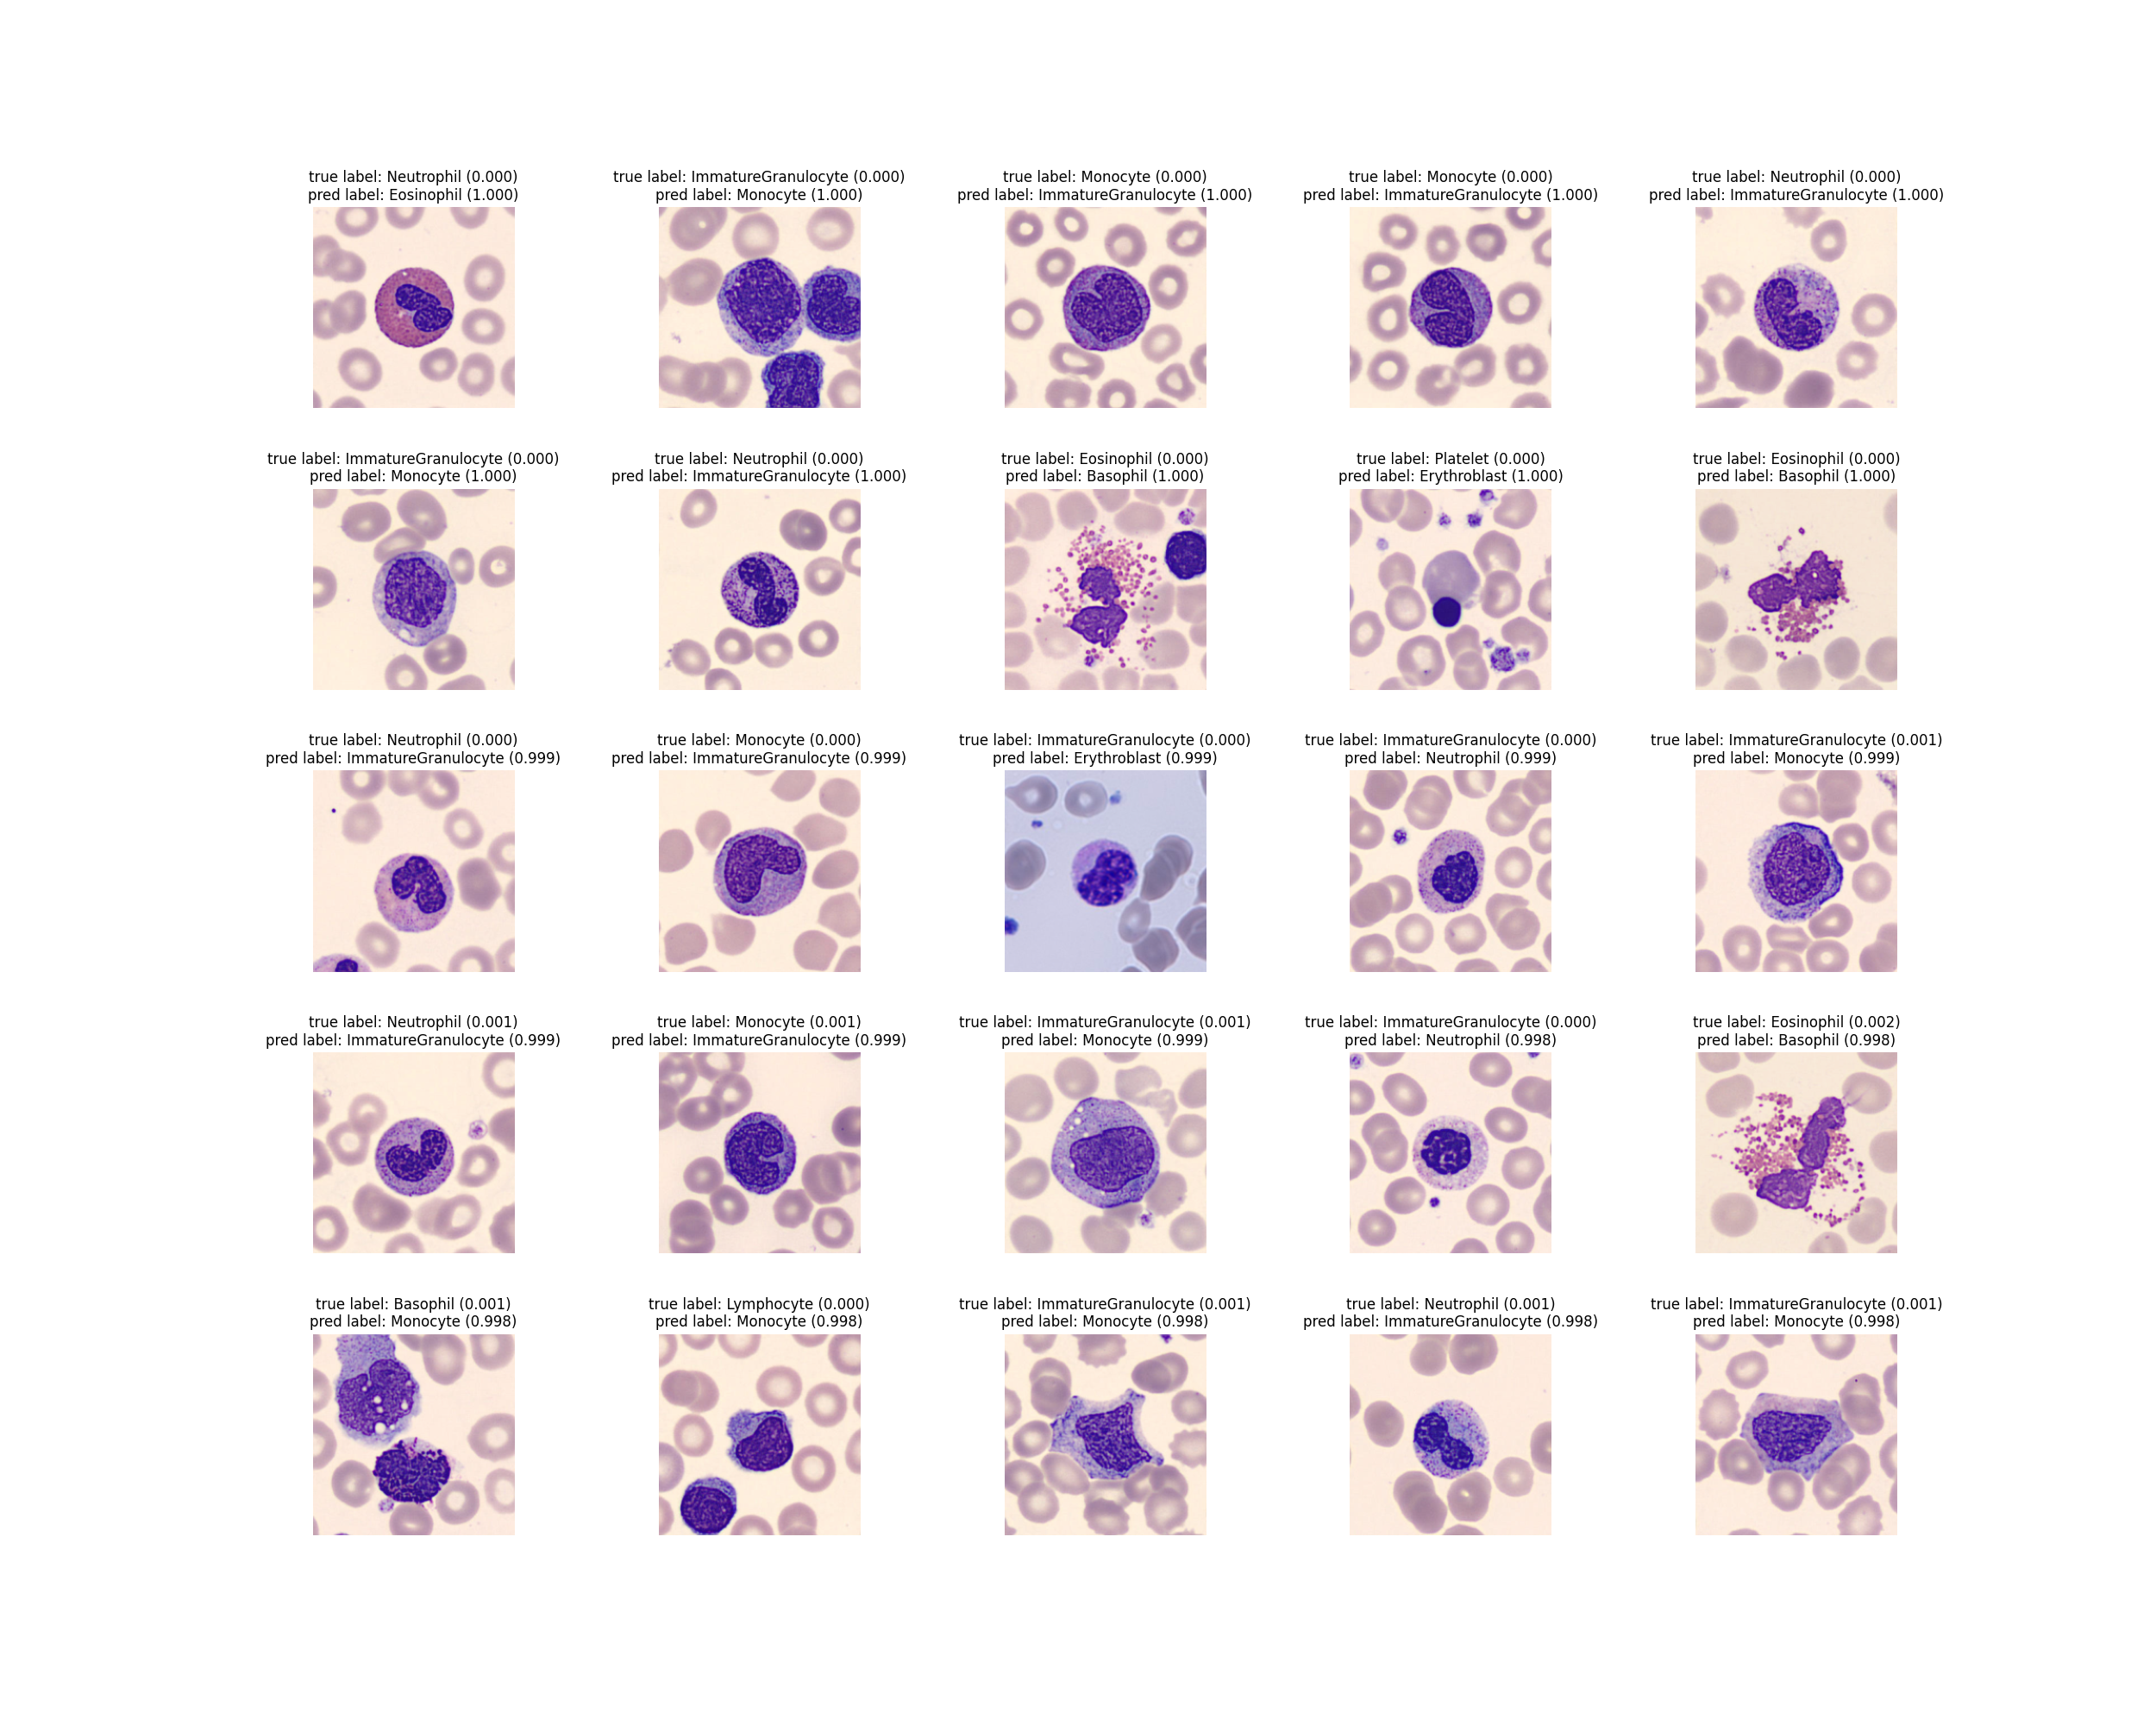 true label: Neutrophil (0.000)
pred label: Eosinophil (1.000)
true label: ImmatureGranulocyte (0.000)
pred label: Monocyte (1.000)
true label: Monocyte (0.000)
pred label: ImmatureGranulocyte (1.000)
true label: Monocyte (0.000)
pred label: ImmatureGranulocyte (1.000)
true label: Neutrophil (0.000)
pred label: ImmatureGranulocyte (1.000)
true label: ImmatureGranulocyte (0.000)
pred label: Monocyte (1.000)
true label: Neutrophil (0.000)
pred label: ImmatureGranulocyte (1.000)
true label: Eosinophil (0.000)
pred label: Basophil (1.000)
true label: Platelet (0.000)
pred label: Erythroblast (1.000)
true label: Eosinophil (0.000)
pred label: Basophil (1.000)
true label: Neutrophil (0.000)
pred label: ImmatureGranulocyte (0.999)
true label: Monocyte (0.000)
pred label: ImmatureGranulocyte (0.999)
true label: ImmatureGranulocyte (0.000)
pred label: Erythroblast (0.999)
true label: ImmatureGranulocyte (0.000)
pred label: Neutrophil (0.999)
true label: ImmatureGranulocyte (0.001)
pred label: Monocyte (0.999)
true label: Neutrophil (0.001)
pred label: ImmatureGranulocyte (0.999)
true label: Monocyte (0.001)
pred label: ImmatureGranulocyte (0.999)
true label: ImmatureGranulocyte (0.001)
pred label: Monocyte (0.999)
true label: ImmatureGranulocyte (0.000)
pred label: Neutrophil (0.998)
true label: Eosinophil (0.002)
pred label: Basophil (0.998)
true label: Basophil (0.001)
pred label: Monocyte (0.998)
true label: Lymphocyte (0.000)
pred label: Monocyte (0.998)
true label: ImmatureGranulocyte (0.001)
pred label: Monocyte (0.998)
true label: Neutrophil (0.001)
pred label: ImmatureGranulocyte (0.998)
true label: ImmatureGranulocyte (0.001)
pred label: Monocyte (0.998)